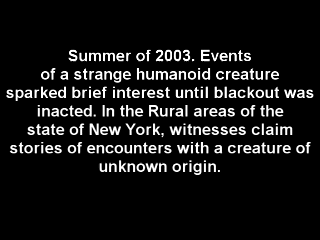 Summer of 2003. Events
of a strange humanoid creature
sparked brief interest until blackout was
inacted. In the Rural areas of the
state of New York, witnesses claim
stories of encounters with a creature of
unknown origin.